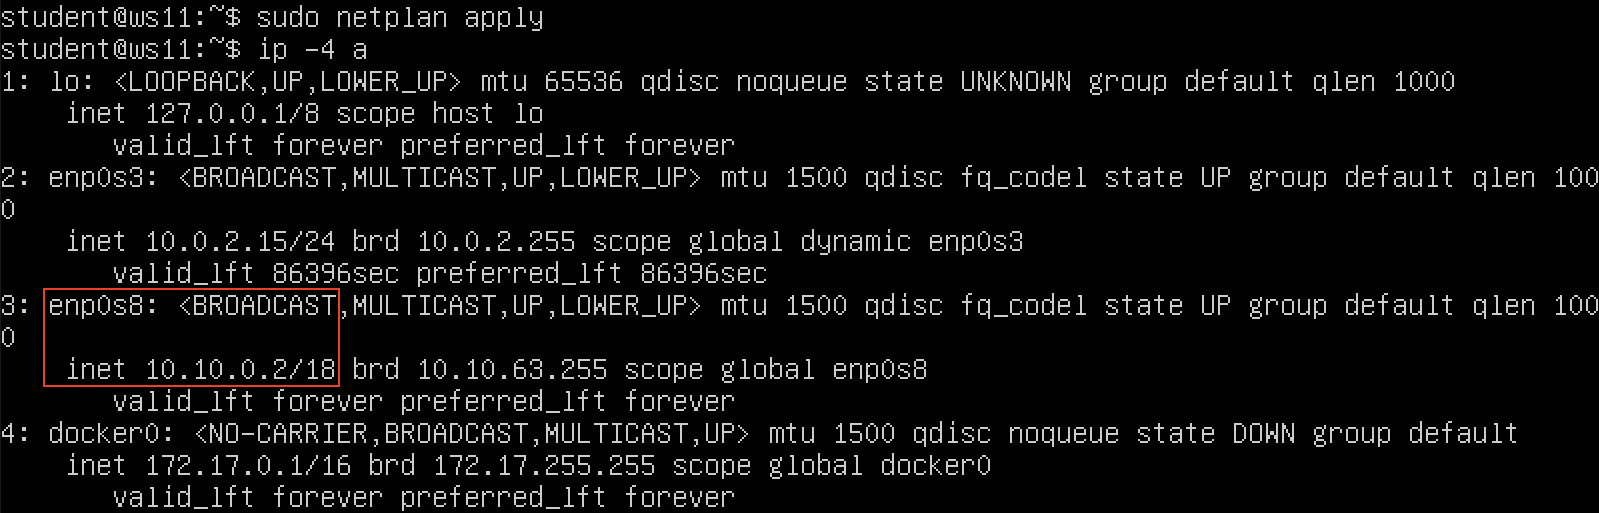 student@ws11:~$ sudo netplan apply
student@ws11:~$ ip -4 a
1: lo: <LOOPBACK,UP,LOWER_UP> mtu 65536 qdisc noqueue state UNKNOWN group default qlen 1000
    inet 127.0.0.1/8 scope host lo
       valid_lft forever preferred_lft forever
2: enp0s3: <BROADCAST,MULTICAST,UP,LOWER_UP> mtu 1500 qdisc fq_codel state UP group default qlen 100
0
    inet 10.0.2.15/24 brd 10.0.2.255 scope global dynamic enp0s3
       valid_lft 86396sec preferred_lft 86396sec
3: enp0s8: <BROADCAST,MULTICAST,UP,LOWER_UP> mtu 1500 qdisc fq_codel state UP group default qlen 100
0
    inet 10.10.0.2/18 brd 10.10.63.255 scope global enp0s8
       valid_lft forever preferred_lft forever
4: docker0: <NO-CARRIER,BROADCAST,MULTICAST,UP> mtu 1500 qdisc noqueue state DOWN group default
    inet 172.17.0.1/16 brd 172.17.255.255 scope global docker0
       valid_lft forever preferred_lft forever